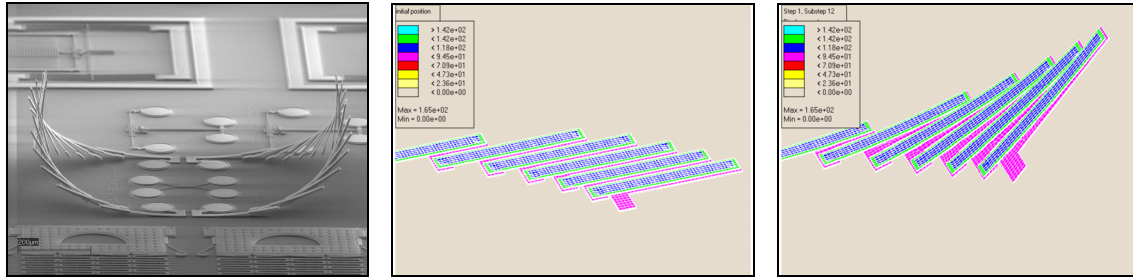 200µm
Initial position
> 1.42e+02
< 1.42e+02
< 1.18e+02
< 9.45e+01
< 7.09e+01
< 4.73e+01
< 2.36e+01
< 0.00e+00
Max = 1.65e+02
Min = 0.00e+00
Step 1, Substep 12
> 1.42e+02
< 1.42e+02
< 1.18e+02
< 9.45e+01
< 7.09e+01
< 4.73e+01
< 2.36e+01
< 0.00e+00
Max = 1.65e+02
Min = 0.00e+00